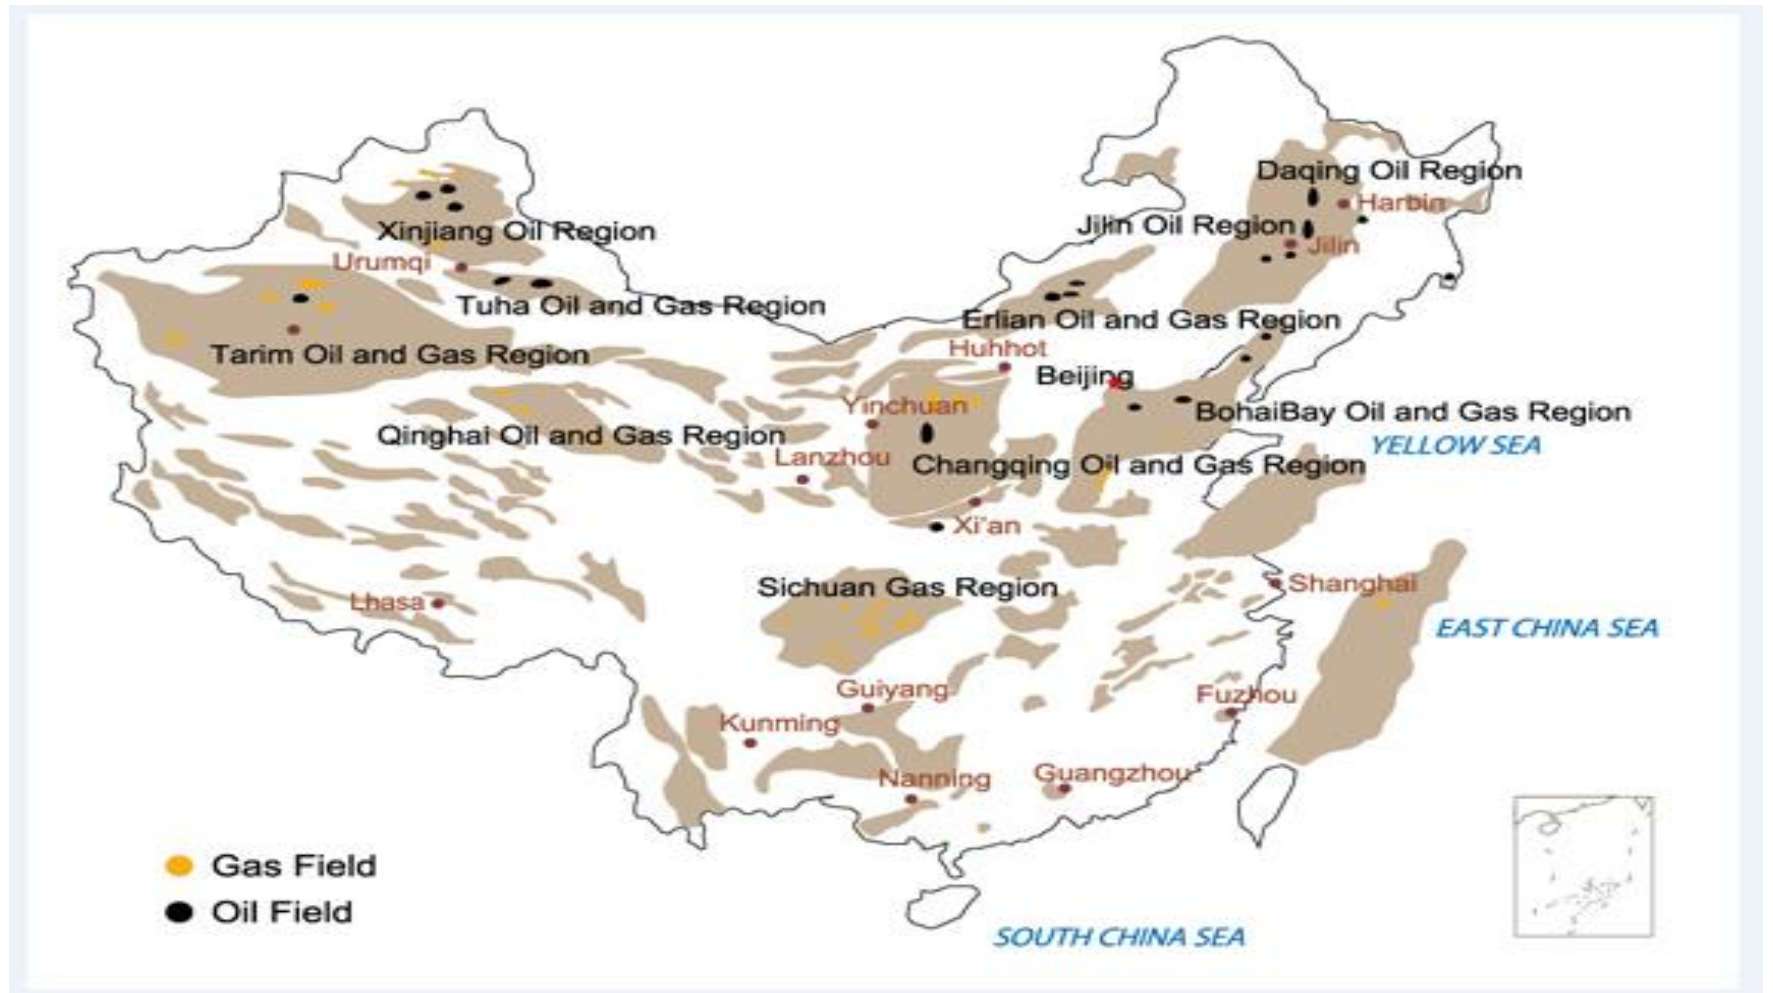 Daqing Oil Region
Harbin
Xinjiang Oil Region
Jilin Oil Region
Jilin
Urumqi
Tuha Oil and Gas Region
Erlian Oil and Gas Region
Tarim Oil and Gas Region
Huhhot
Beijing
Yinchuan
BohaiBay Oil and Gas Region
Qinghai Oil and Gas Region
YELLOW SEA
Lanzhou
Changqing Oil and Gas Region
Xi'an
Sichuan Gas Region
Shanghai
Lhasa
EAST CHINA SEA
Guiyang
Fuzhou
Kunming
Nanning
Guangzhou
Gas Field
Oil Field
SOUTH CHINA SEA